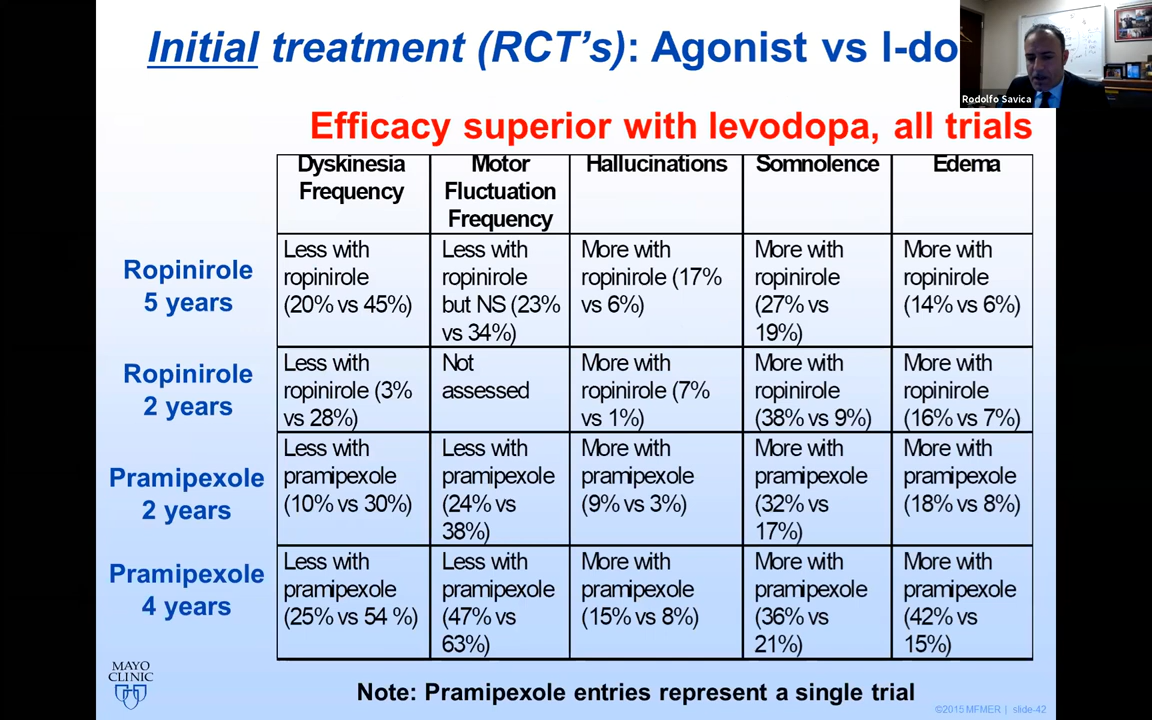 Initial treatment (RCT's): Agonist vs l-do
Rodolfo Savica
Efficacy superior with levodopa, all trials
Dyskinesia
Frequency
Motor
Fluctuation
Frequency
Hallucinations
Somnolence
Edema
Ropinirole
5 years
Less with
ropinirole
(20% vs 45%)
Less with
ropinirole
but NS (23%
vs 34%)
More with
ropinirole (17%
vs 6%)
More with
ropinirole
(27% vs
19%)
More with
ropinirole
(14% vs 6%)
Ropinirole
2 years
Less with
ropinirole (3%
vs 28%)
Not
assessed
More with
ropinirole (7%
vs 1%)
More with
ropinirole
(38% vs 9%)
More with
ropinirole
(16% vs 7%)
Pramipexole
2 years
Less with
pramipexole
(10% vs 30%)
Less with
pramipexole
(24% vs
38%)
More with
pramipexole
(9% vs 3%)
More with
pramipexole
(32% vs
17%)
More with
pramipexole
(18% vs 8%)
Pramipexole
4 years
Less with
pramipexole
(25% vs 54 %)
Less with
pramipexole
(47% vs
63%)
More with
pramipexole
(15% vs 8%)
More with
pramipexole
(36% vs
21%)
More with
pramipexole
(42% vs
15%)
MAYO
CLINIC
Note: Pramipexole entries represent a single trial
©2015 MFMER | slide-42